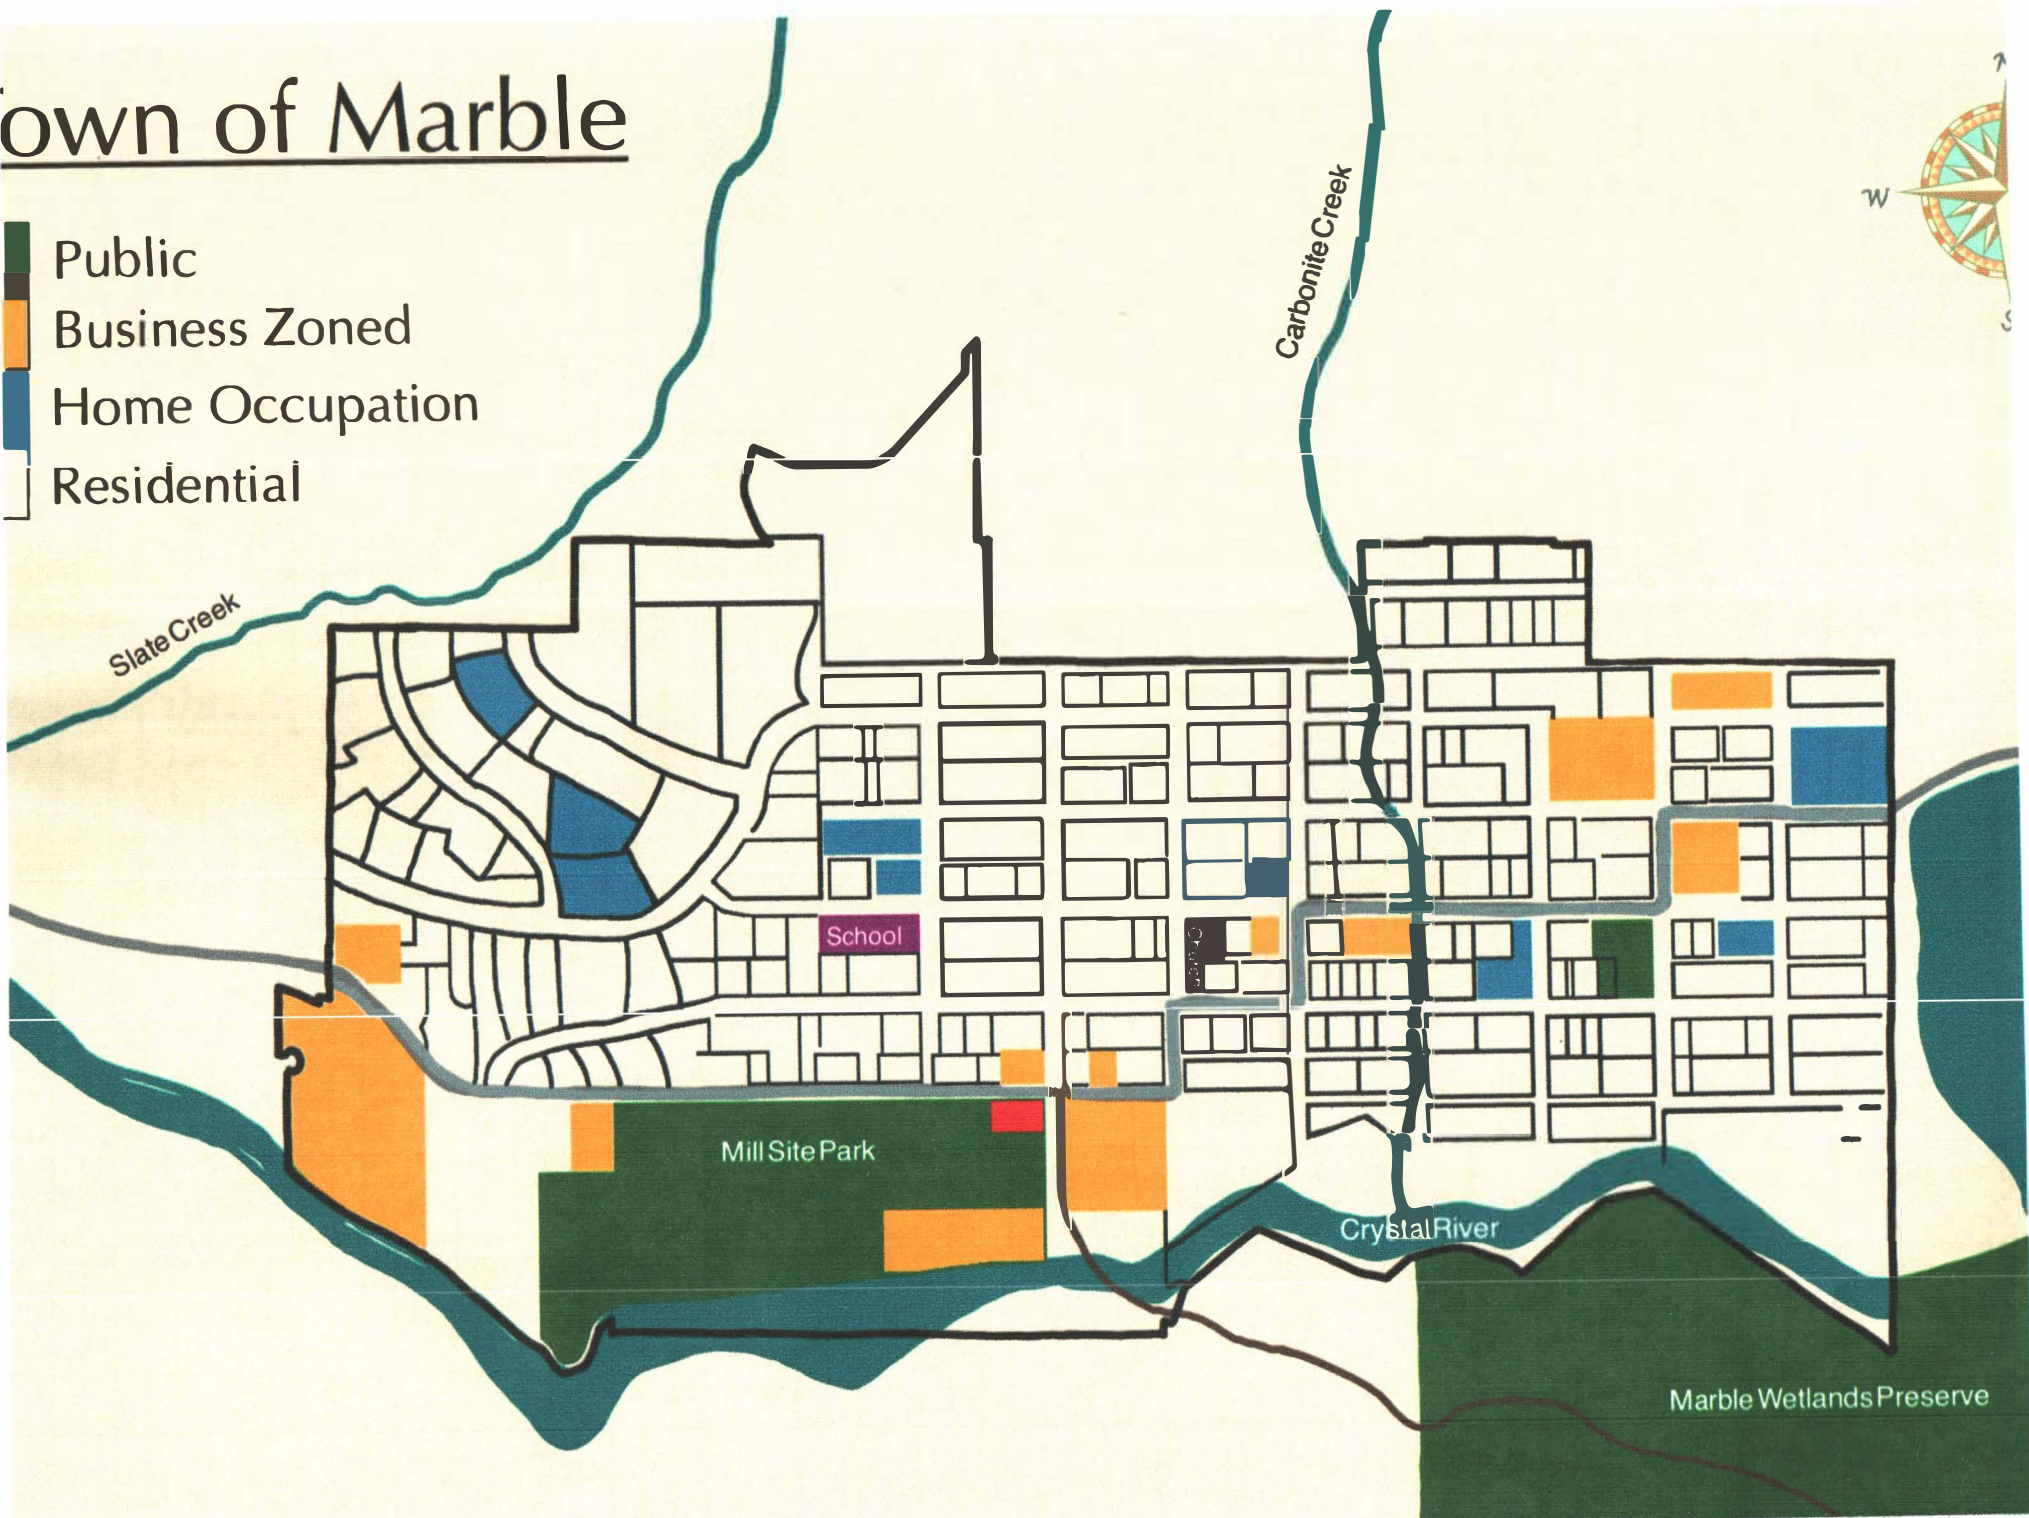 own of Marble
Public
Business Zoned
Home Occupation
Residential
Slate Creek
Carbonite Creek
W
School
Mill Site Park
Crystal River
Marble Wetlands Preserve